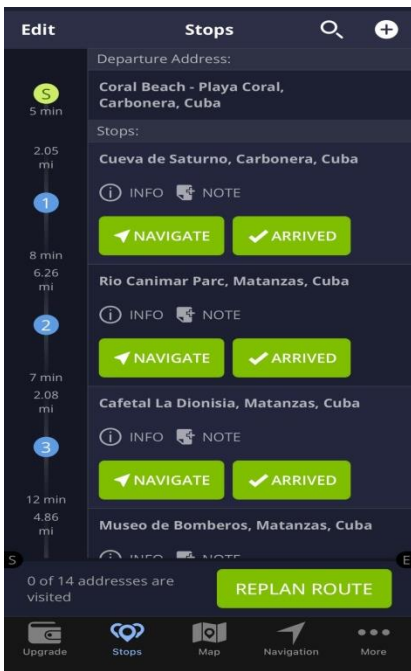 Edit Stops
Departure Address:
S
5 min
Coral Beach - Playa Coral,
Carbonera, Cuba
Stops:
2.05
mi
1
Cueva de Saturno, Carbonera, Cuba
INFO NOTE
NAVIGATE ARRIVED
8 min
6.26
mi
2
Rio Canimar Parc, Matanzas, Cuba
INFO NOTE
NAVIGATE ARRIVED
7 min
2.08
mi
3
Cafetal La Dionisia, Matanzas, Cuba
INFO NOTE
NAVIGATE ARRIVED
12 min
4.86
mi
Museo de Bomberos, Matanzas, Cuba
INFO NOTE
S E
0 of 14 addresses are
visited
REPLAN ROUTE
Upgrade Stops Map Navigation More